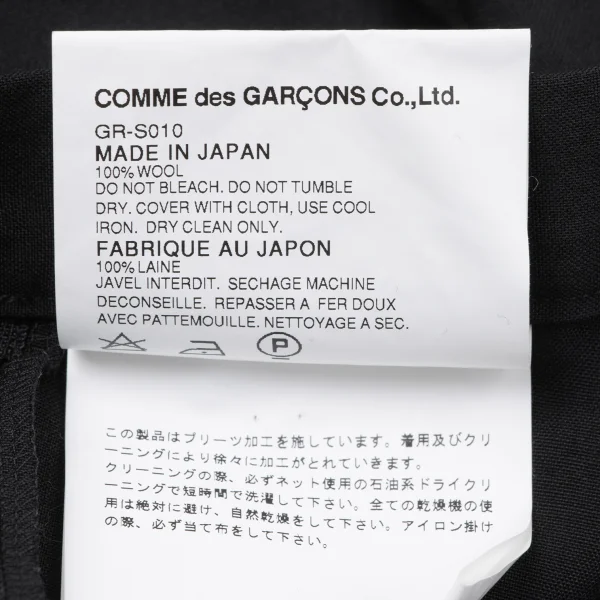 COMME des GARÇONS Co.,Ltd.
GR-S010
MADE IN JAPAN
100% WOOL
DO NOT BLEACH. DO NOT TUMBLE
DRY. COVER WITH CLOTH, USE COOL
IRON. DRY CLEAN ONLY.
FABRIQUE AU JAPON
100% LAINE
JAVEL INTERDIT. SECHAGE MACHINE
DECONSEILLE. REPASSER A FER DOUX
AVEC PATTEMOUILLE. NETTOYAGE A SEC.
P
この製品はプリーツ加工を施しています。着用及びクリ
ーニングにより徐々に加工がとれていきます。
クリーニングの際、必ずネット使用の石油系ドライクリ
ーニングで短時間で洗濯して下さい。全ての乾燥機の使
用は絶対に避け、自然乾燥をして下さい。アイロン掛け
の際、必ず当て布をして下さい。